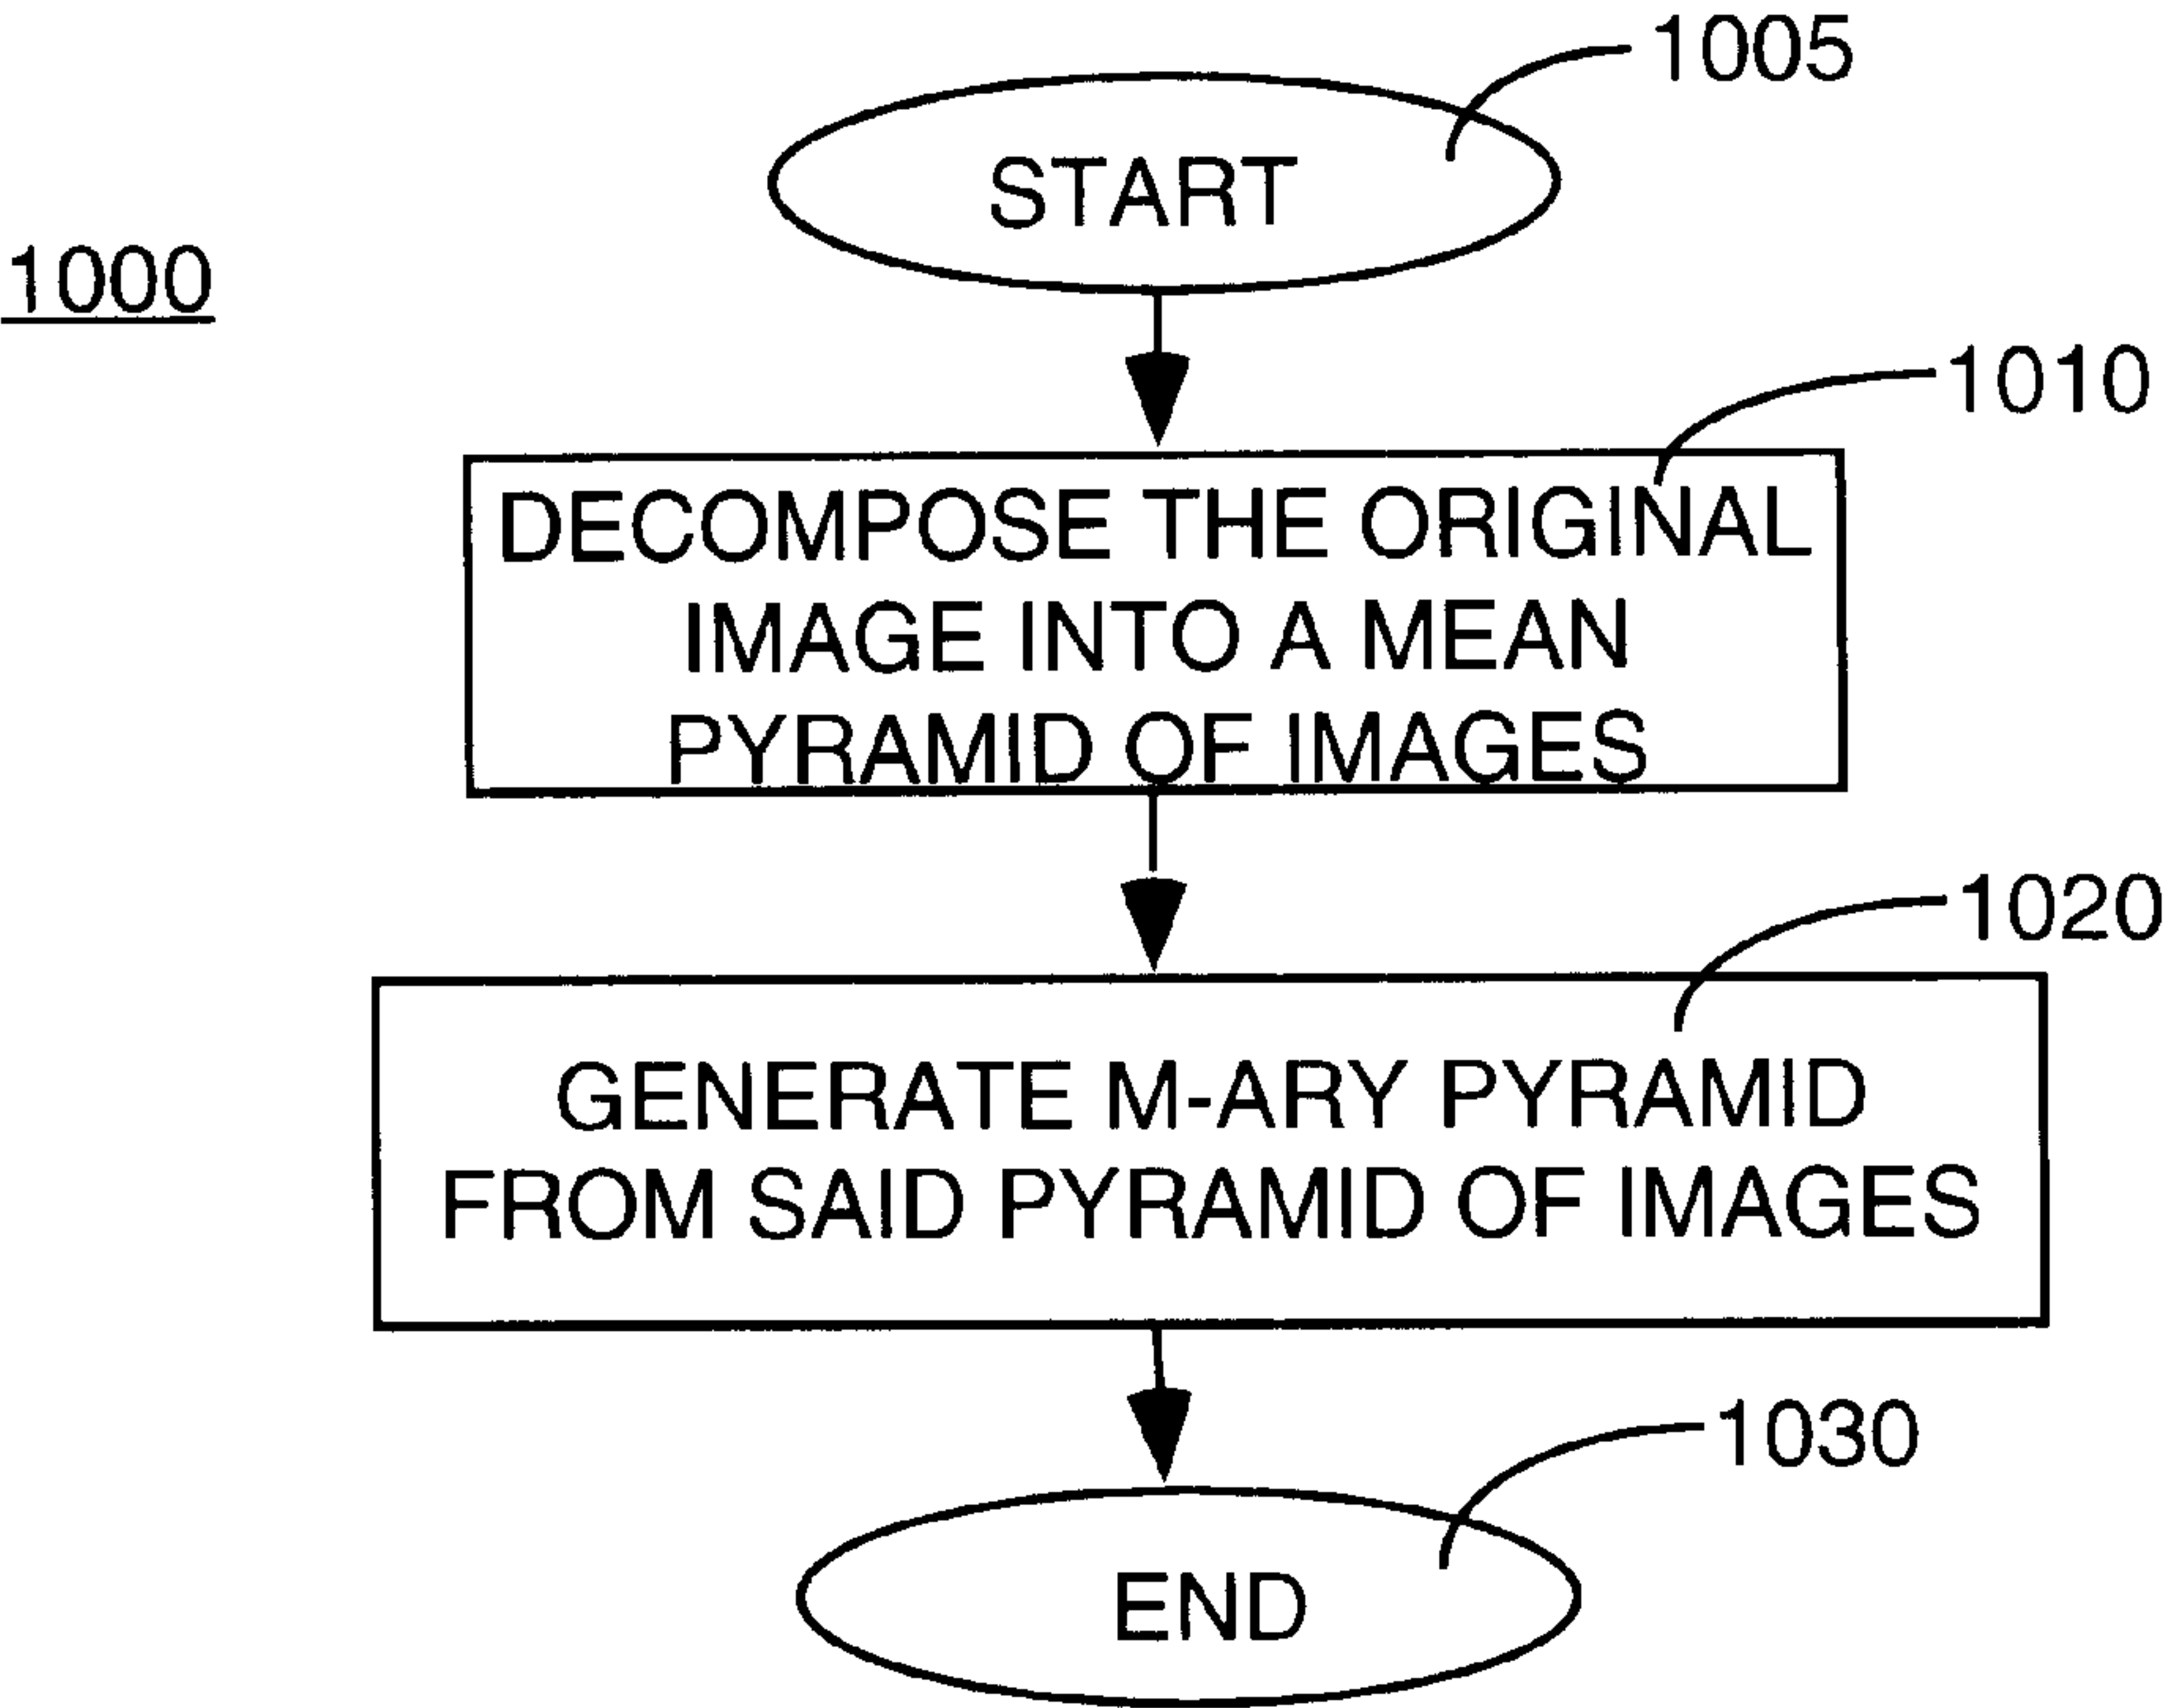 1005
START
1000
1010
DECOMPOSE THE ORIGINAL
IMAGE INTO A MEAN
PYRAMID OF IMAGES
1020
GENERATE M-ARY PYRAMID
FROM SAID PYRAMID OF IMAGES
1030
END